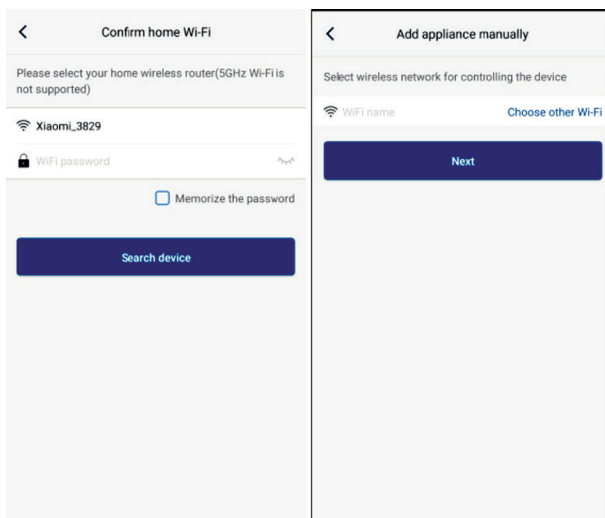 Confirm home Wi-Fi
Please select your home wireless router(5GHz Wi-Fi is
not supported)
Xiaomi_3829
WiFi password
Memorize the password
Search device
Add appliance manually
Select wireless network for controlling the device
WiFi name Choose other Wi-Fi
Next